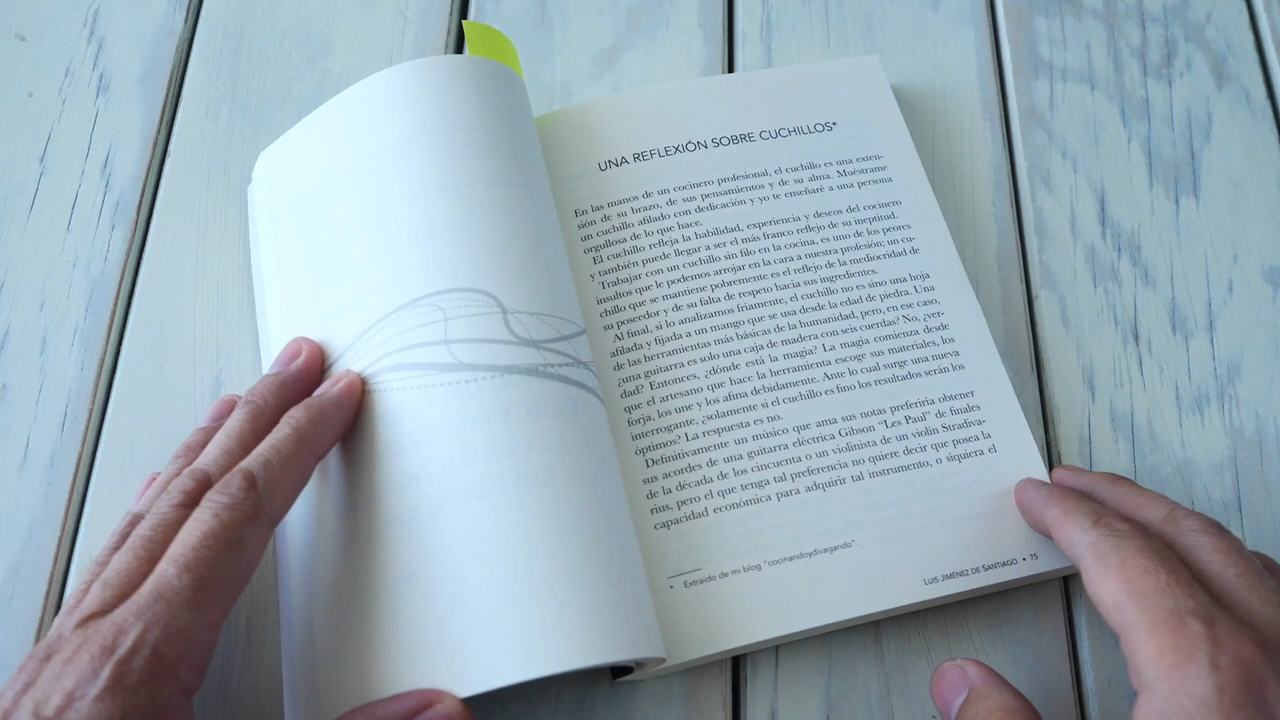 UNA REFLEXIÓN SOBRE CUCHILLOS*
En las manos de un cocinero profesional, el cuchillo es una exten-
sión de su brazo, de sus pensamientos y de su alma. Muéstrame
un cuchillo afilado con dedicación y yo te enseñaré a una persona
orgullosa de lo que hace.
El cuchillo refleja la habilidad, experiencia y deseos del cocinero
y también puede llegar a ser el más franco reflejo de su ineptitud.
Trabajar con un cuchillo sin filo en la cocina, es uno de los peores
insultos que le podemos arrojar en la cara a nuestra profesión; un cu-
chillo que se mantiene pobremente es el reflejo de la mediocridad de
su poseedor y de su falta de respeto hacia sus ingredientes.
Al final, si lo analizamos fríamente, el cuchillo no es sino una hoja
afilada y fijada a un mango que se usa desde la edad de piedra. Una
de las herramientas más básicas de la humanidad, pero, en ese caso,
¿una guitarra es solo una caja de madera con seis cuerdas? No, ¿ver-
dad? Entonces, ¿dónde está la magia? La magia comienza desde
que el artesano que hace la herramienta escoge sus materiales, los
forja, los une y los afina debidamente. Ante lo cual surge una nueva
interrogante, ¿solamente si el cuchillo es fino los resultados serán los
óptimos? La respuesta es no.
Definitivamente un músico que ama sus notas preferiría obtener
sus acordes de una guitarra eléctrica Gibson “Les Paul” de finales
de la década de los cincuenta o un violinista de un violín Stradiva-
rius, pero el que tenga tal preferencia no quiere decir que posea la
capacidad económica para adquirir tal instrumento, o siquiera el
* Extraido de mi blog “cocinandoydivagando”.
LUIS JIMÉNEZ DE SANTIAGO • 75